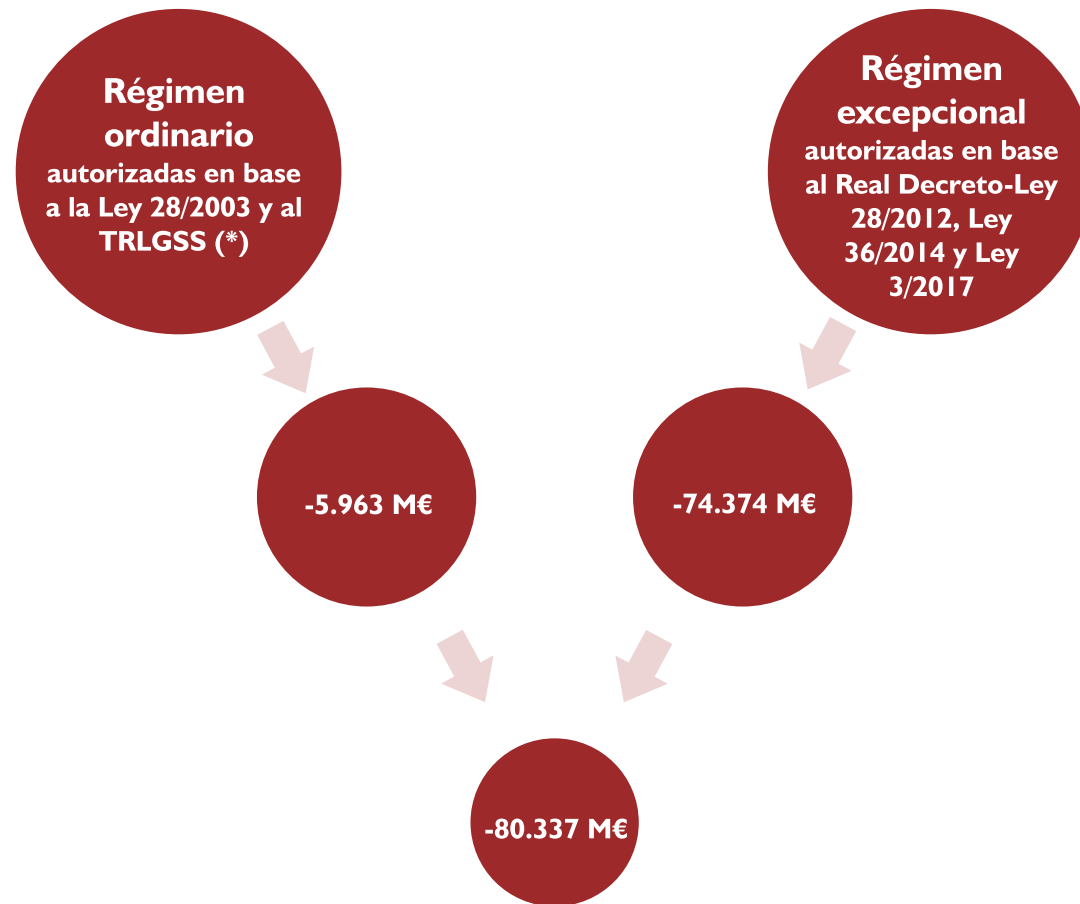 Régimen
ordinario
autorizadas en base
a la Ley 28/2003 y al
TRLGSS (*)
Régimen
excepcional
autorizadas en base
al Real Decreto-Ley
28/2012, Ley
36/2014 y Ley
3/2017
-5.963 M€
-74.374 M€
-80.337 M€